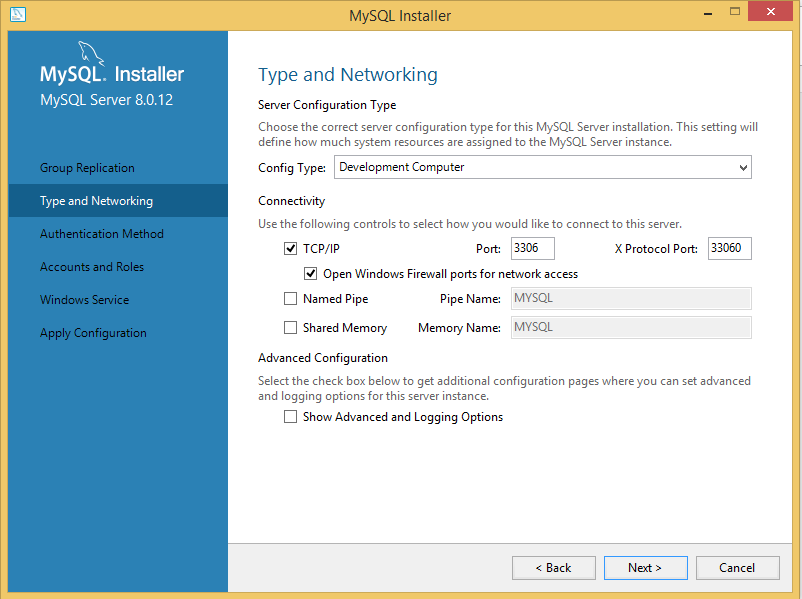 MySQL Installer
MySQL® Installer
MySQL Server 8.0.12
Group Replication
Type and Networking
Authentication Method
Accounts and Roles
Windows Service
Apply Configuration
Type and Networking
Server Configuration Type
Choose the correct server configuration type for this MySQL Server installation. This setting will
define how much system resources are assigned to the MySQL Server instance.
Config Type: Development Computer
Connectivity
Use the following controls to select how you would like to connect to this server.
TCP/IP Port: 3306 X Protocol Port: 33060
Open Windows Firewall ports for network access
Named Pipe Pipe Name: MYSQL
Shared Memory Memory Name: MYSQL
Advanced Configuration
Select the check box below to get additional configuration pages where you can set advanced
and logging options for this server instance.
Show Advanced and Logging Options
< Back Next > Cancel